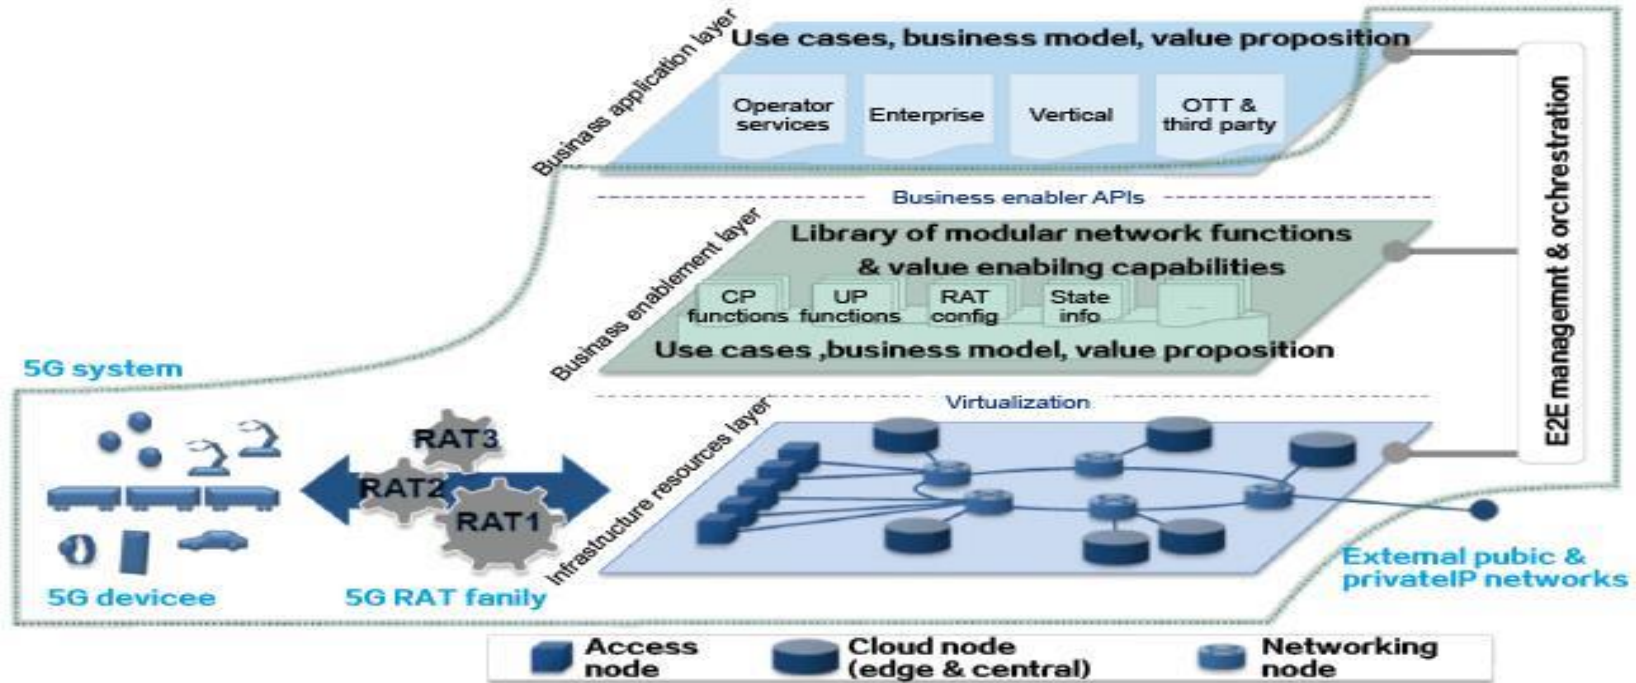 Businass application layer
Use cases, business model, value proposition
Operator
services
Enterprise
Vertical
OTT &
third party
Business enabler APIs
Businass enablement layer
Library of modular network functions
& value enabilng capabilities
CP
functions
UP
functions
RAT
config
State
info
Use cases ,business model, value proposition
E2E managemnt & orchrestration
5G system
Virtualization
Infrastructure resources layer
RAT3
RAT2
RAT1
5G devicee
5G RAT fanily
External pubic &
privateIP networks
Access
node
Cloud node
(edge & central)
Networking
node